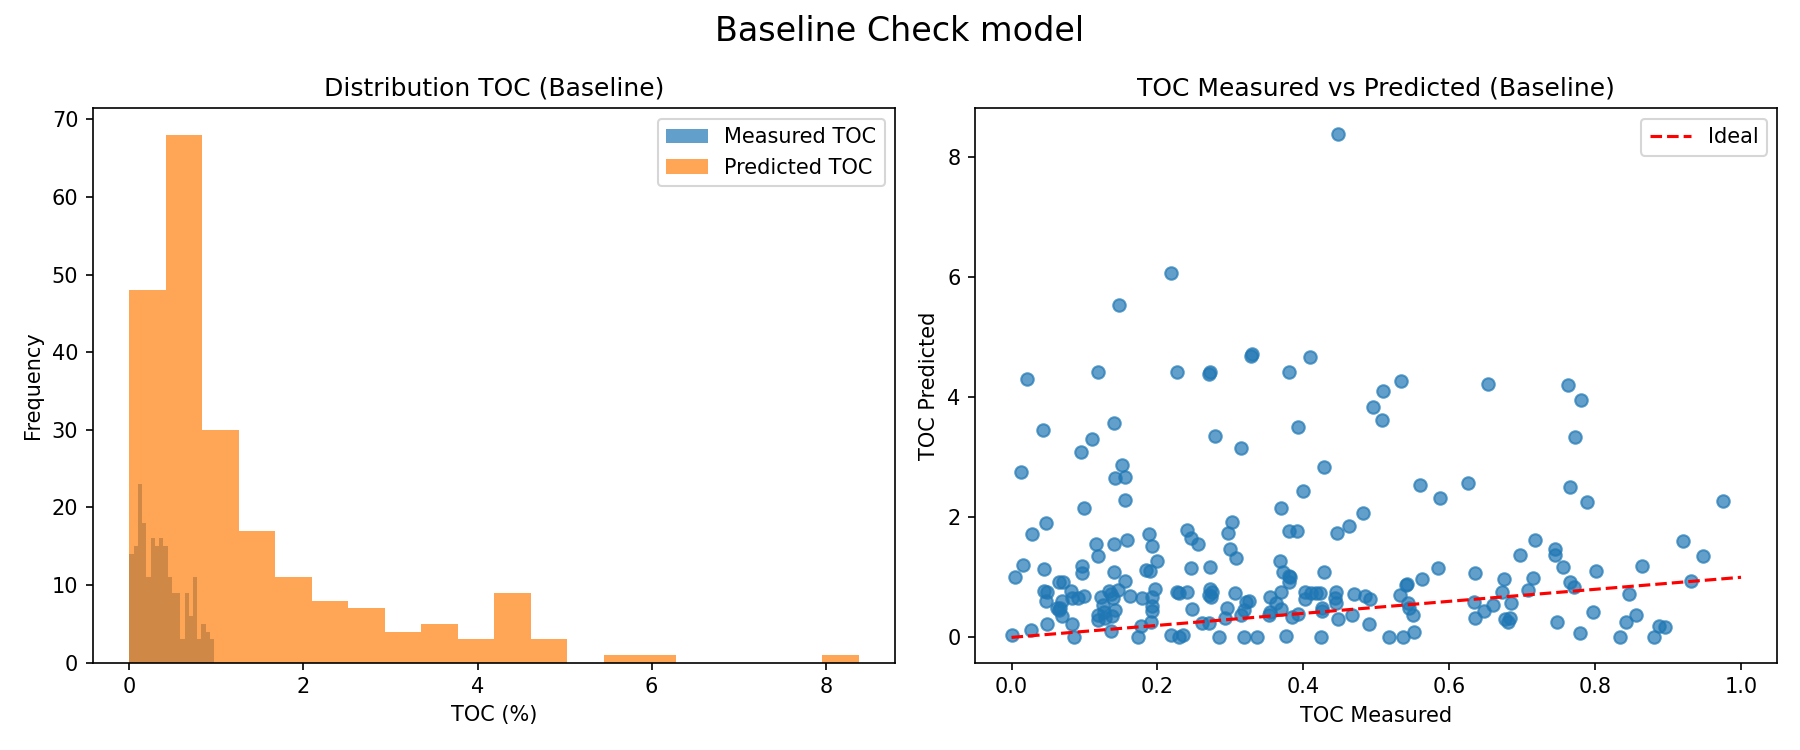 Baseline Check model
Distribution TOC (Baseline)
Measured TOC
Predicted TOC
Frequency
70
60
50
40
30
20
10
0
0 2 4 6 8
TOC (%)
TOC Measured vs Predicted (Baseline)
Ideal
TOC Predicted
8
6
4
2
0
0.0 0.2 0.4 0.6 0.8 1.0
TOC Measured